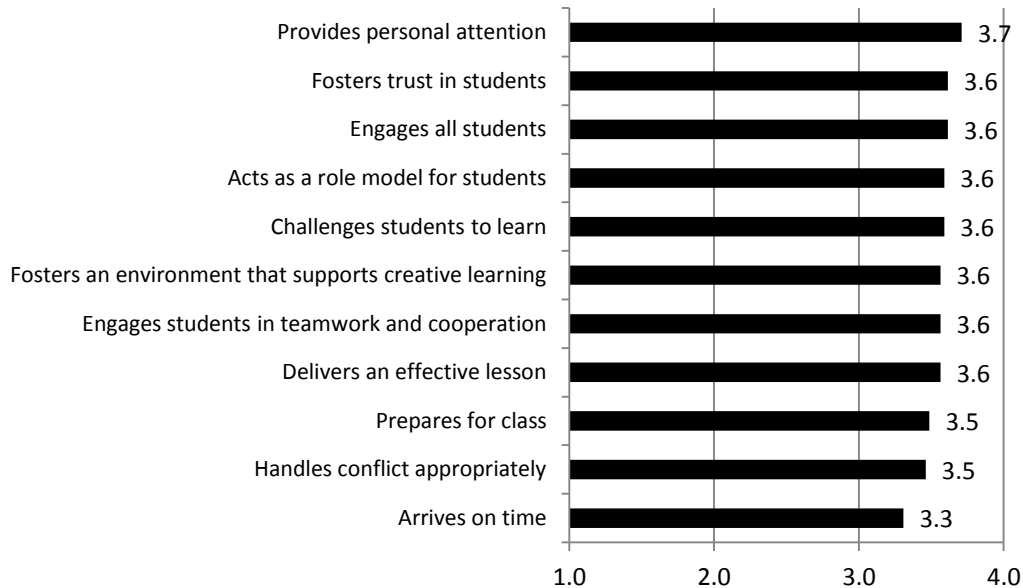 Provides personal attention 3.7
Fosters trust in students 3.6
Engages all students 3.6
Acts as a role model for students 3.6
Challenges students to learn 3.6
Fosters an environment that supports creative learning 3.6
Engages students in teamwork and cooperation 3.6
Delivers an effective lesson 3.6
Prepares for class 3.5
Handles conflict appropriately 3.5
Arrives on time 3.3
1.0 2.0 3.0 4.0